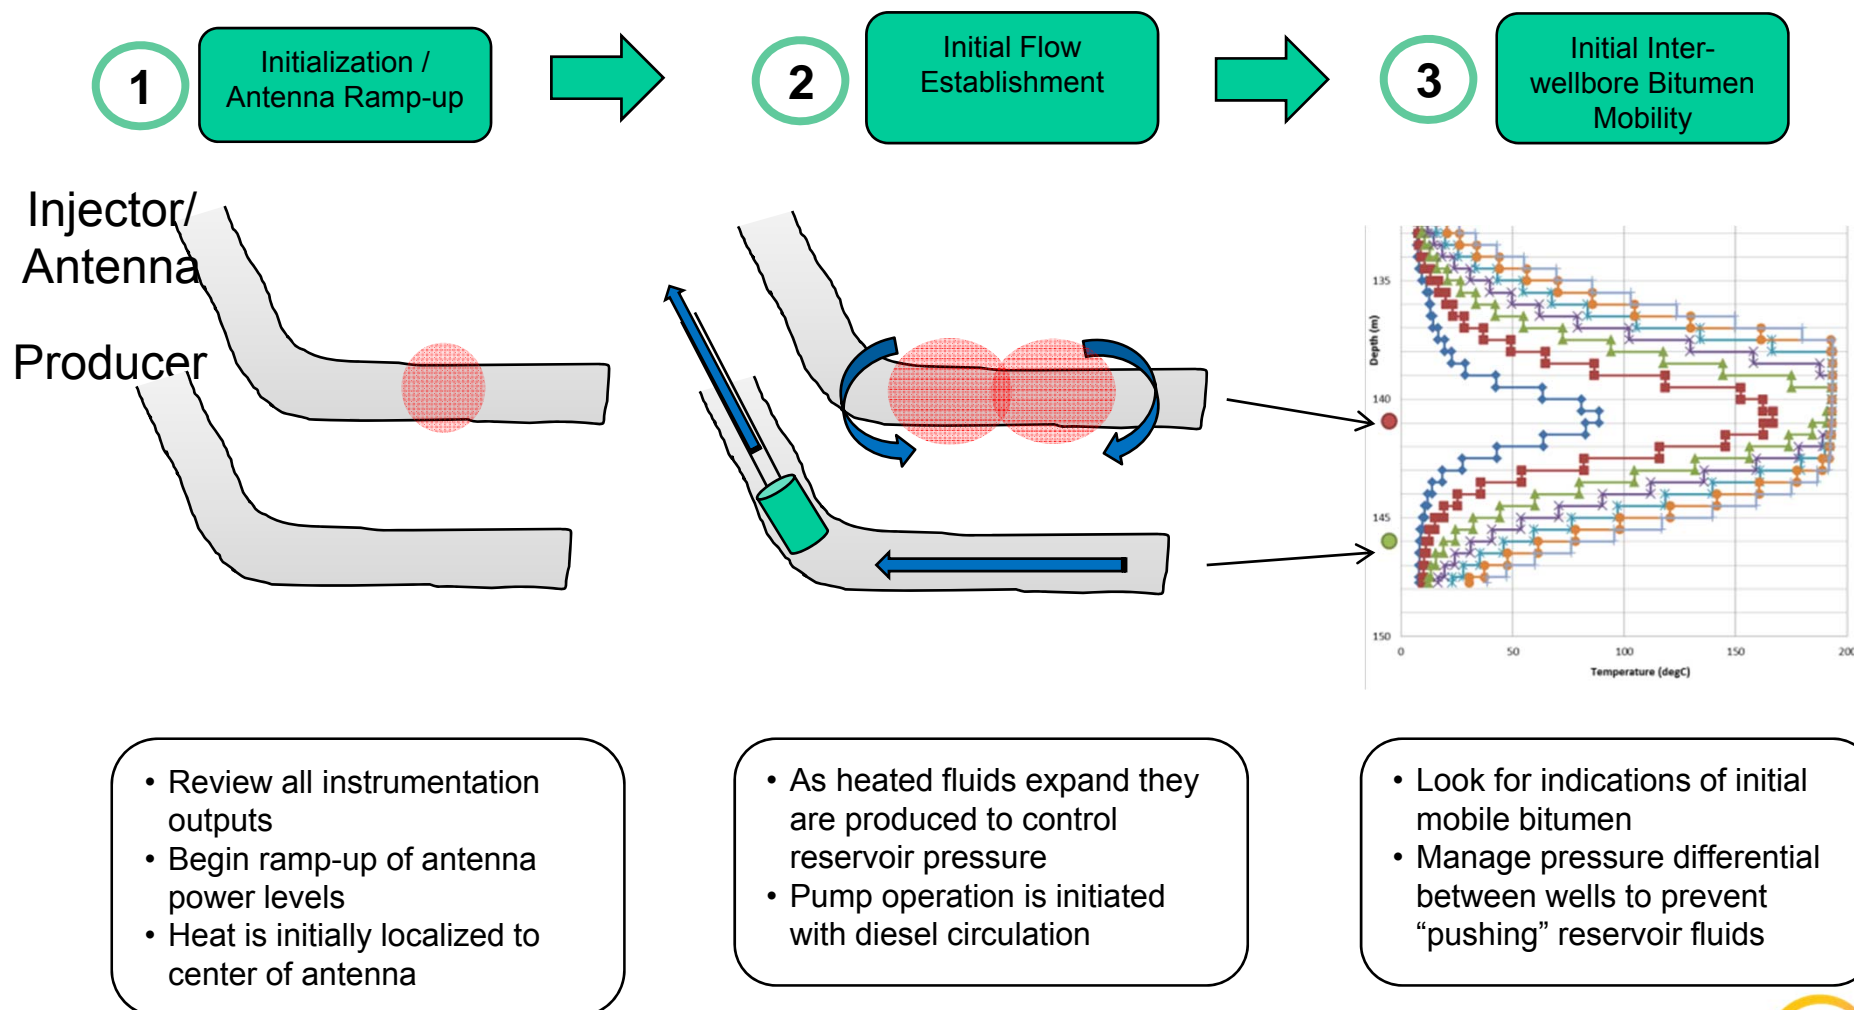 1
Initialization /
Antenna Ramp-up
2
Initial Flow
Establishment
3
Initial Inter-
wellbore Bitumen
Mobility
Injector/
Antenna
Producer
Depth (m)
135
140
145
150
0
50
100
150
200
Temperature (degC)
• Review all instrumentation
outputs
• Begin ramp-up of antenna
power levels
• Heat is initially localized to
center of antenna
• As heated fluids expand they
are produced to control
reservoir pressure
• Pump operation is initiated
with diesel circulation
• Look for indications of initial
mobile bitumen
• Manage pressure differential
between wells to prevent
“pushing” reservoir fluids